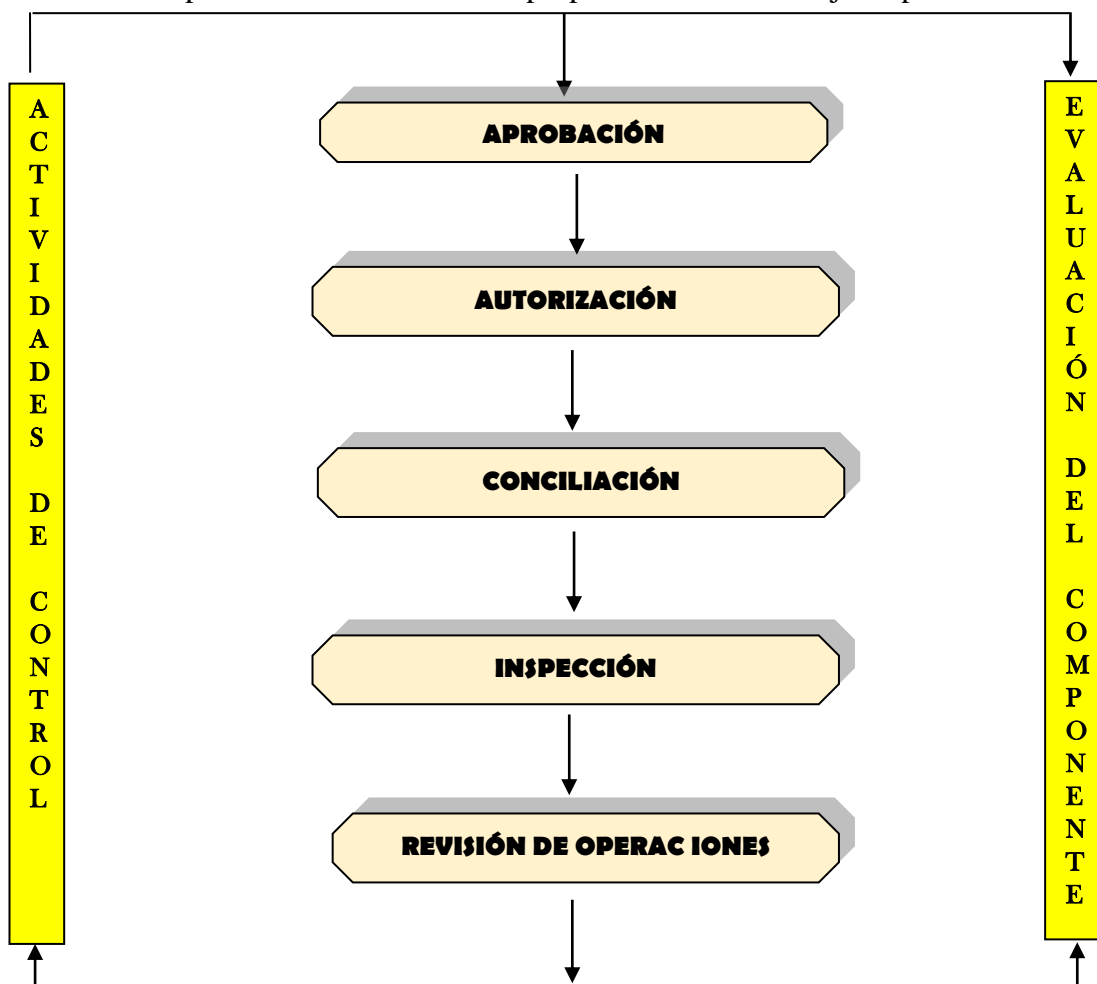 ACTIVIDADES DE CONTROL
APROBACIÓN
AUTORIZACIÓN
CONCILIACIÓN
INSPECCIÓN
REVISIÓN DE OPERAC IONES
EVALUACIÓN DEL COMPONENTE